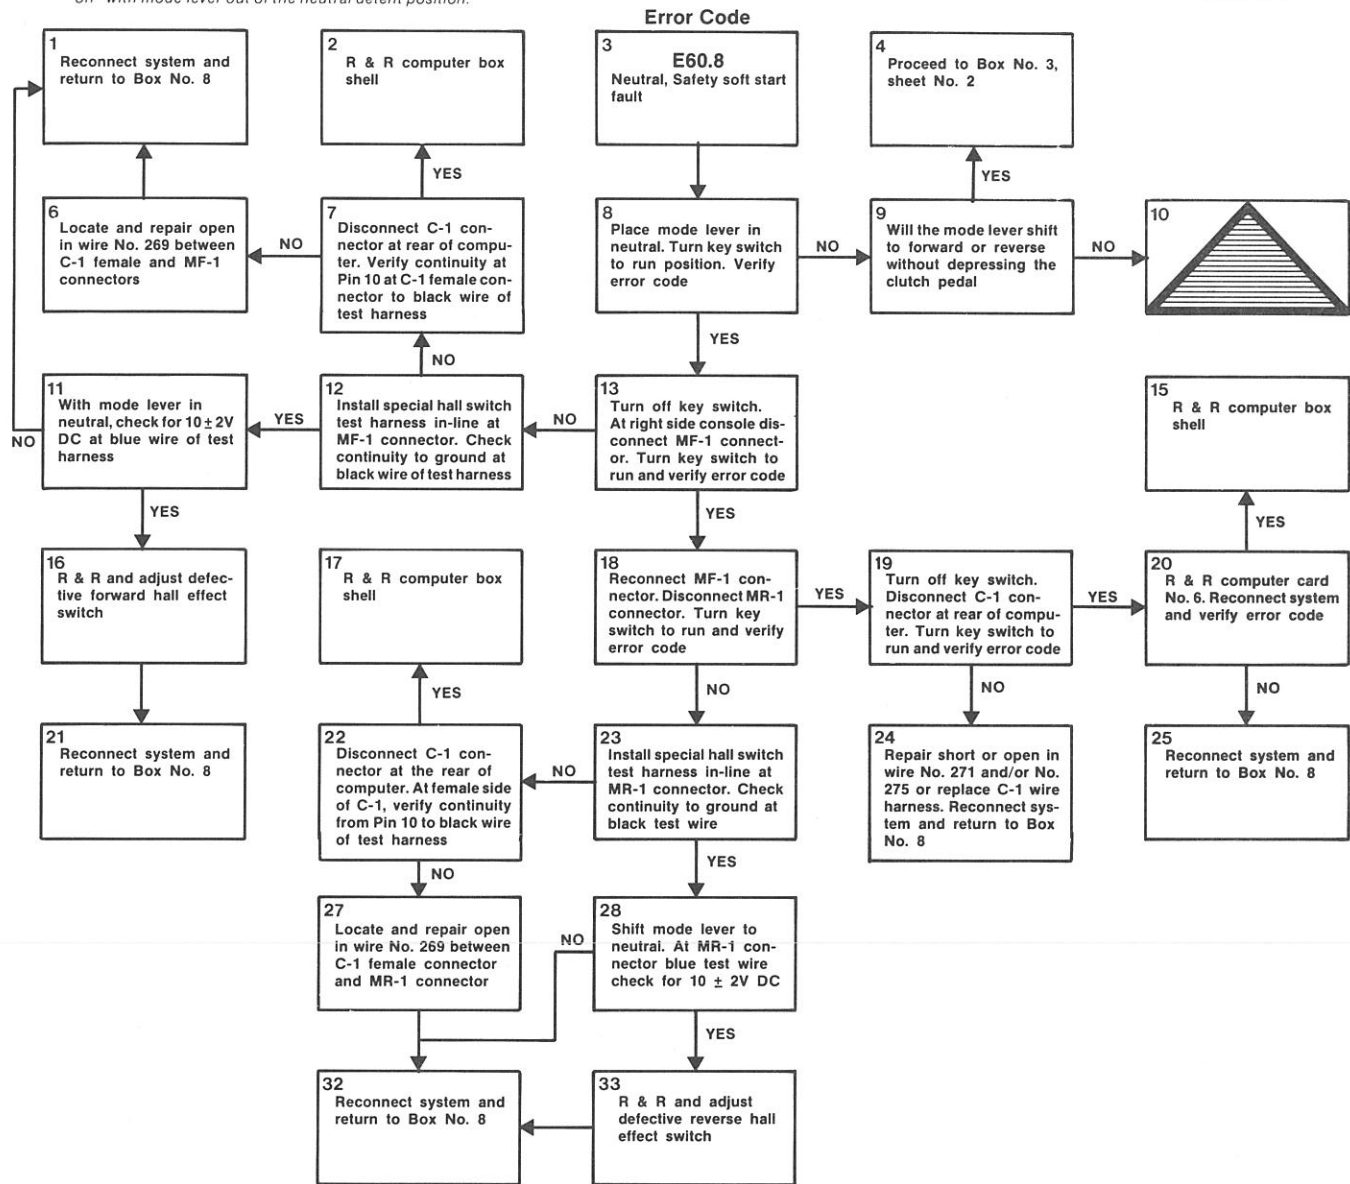 off" with mode lever out of the neutral detent position.
Error Code
1
Reconnect system and
return to Box No. 8
2
R & R computer box
shell
3
E60.8
Neutral, Safety soft start
fault
4
Proceed to Box No. 3,
sheet No. 2
YES
YES
6
Locate and repair open
in wire No. 269 between
C-1 female and MF-1
connectors
NO
7
Disconnect C-1 con-
nector at rear of compu-
ter. Verify continuity at
Pin 10 at C-1 female con-
nector to black wire of
test harness
8
Place mode lever in
neutral. Turn key switch
to run position. Verify
error code
NO
9
Will the mode lever shift
to forward or reverse
without depressing the
clutch pedal
NO
10
NO
YES
11
With mode lever in
neutral, check for 10 ± 2V
DC at blue wire of test
harness
NO
YES
12
Install special hall switch
test harness in-line at
MF-1 connector. Check
continuity to ground at
black wire of test harness
NO
13
Turn off key switch.
At right side console dis-
connect MF-1 connect-
or. Turn key switch to
run and verify error code
15
R & R computer box
shell
YES
YES
YES
16
R & R and adjust defec-
tive forward hall effect
switch
17
R & R computer box
shell
18
Reconnect MF-1 con-
nector. Disconnect MR-1
connector. Turn key
switch to run and verify
error code
YES
19
Turn off key switch.
Disconnect C-1 con-
nector at rear of compu-
ter. Turn key switch to
run and verify error code
YES
20
R & R computer card
No. 6. Reconnect system
and verify error code
YES
NO
NO
NO
21
Reconnect system and
return to Box No. 8
22
Disconnect C-1 con-
nector at the rear of
computer. At female side
of C-1, verify continuity
from Pin 10 to black wire
of test harness
NO
23
Install special hall switch
test harness in-line at
MR-1 connector. Check
continuity to ground at
black test wire
24
Repair short or open in
wire No. 271 and/or No.
275 or replace C-1 wire
harness. Reconnect sys-
tem and return to Box
No. 8
25
Reconnect system and
return to Box No. 8
NO
YES
27
Locate and repair open
in wire No. 269 between
C-1 female connector
and MR-1 connector
NO
28
Shift mode lever to
neutral. At MR-1 con-
nector blue test wire
check for 10 ± 2V DC
YES
32
Reconnect system and
return to Box No. 8
33
R & R and adjust
defective reverse hall
effect switch